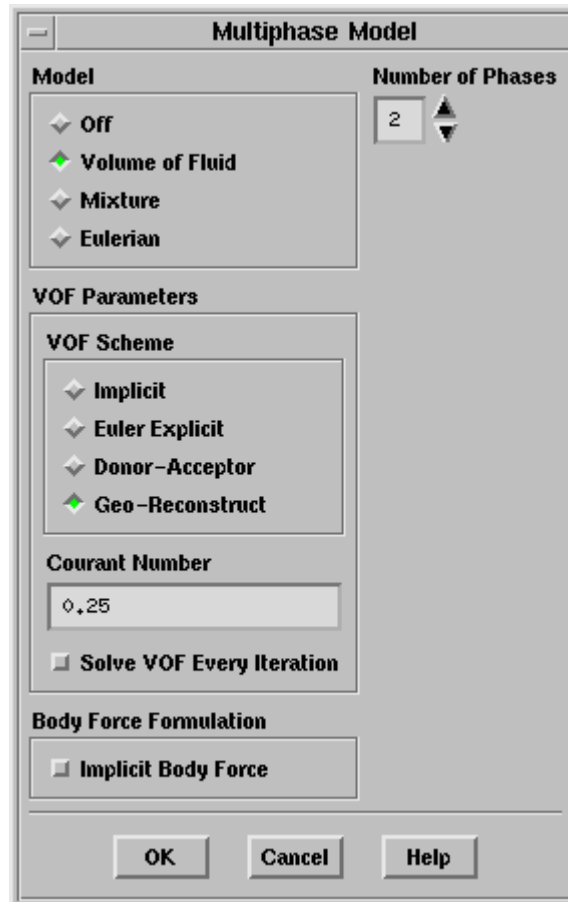 Multiphase Model
Model
Off
Volume of Fluid
Mixture
Eulerian
Number of Phases
2
VOF Parameters
VOF Scheme
Implicit
Euler Explicit
Donor-Acceptor
Geo-Reconstruct
Courant Number
0.25
Solve VOF Every Iteration
Body Force Formulation
Implicit Body Force
OK Cancel Help